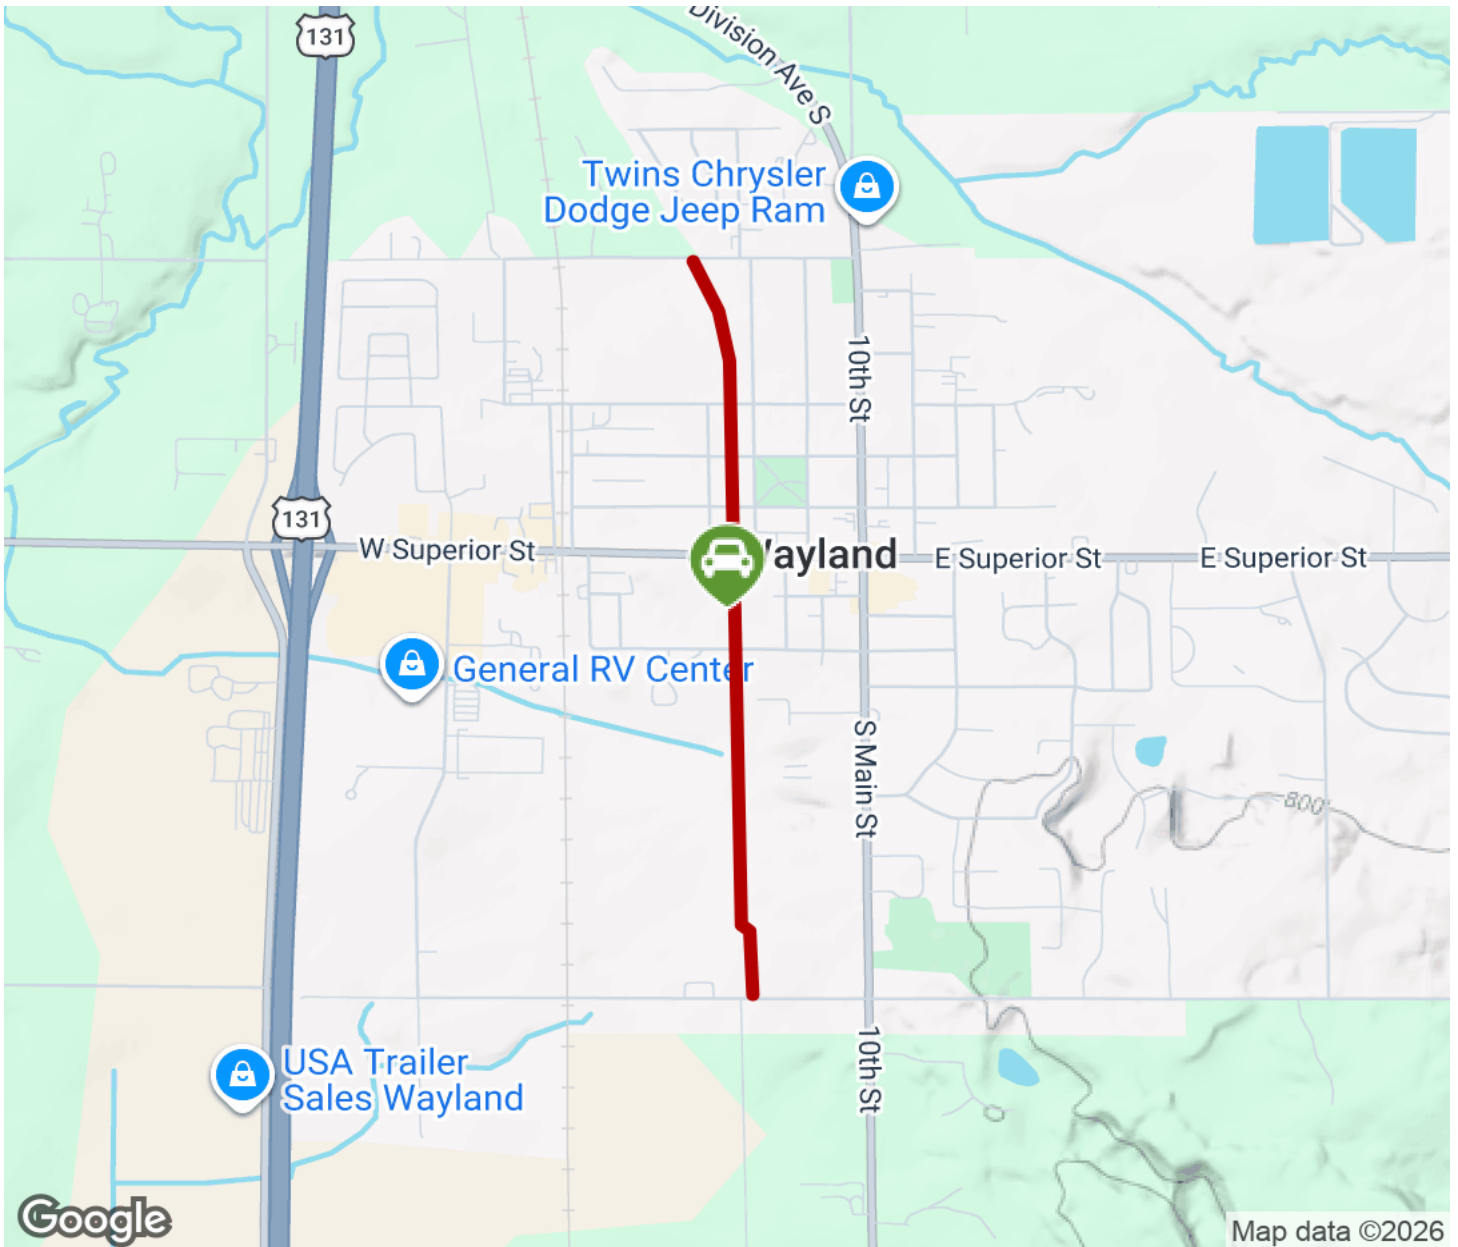 131
Division Ave S
Twins Chrysler
Dodge Jeep Ram
10th St
131
W Superior St
ayland
E Superior St
E Superior St
General RV Center
S Main St
800'
10th St
USA Trailer
Sales Wayland
Google
Map data ©2026